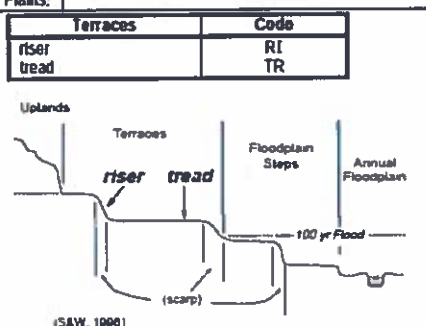 Plains:
Terraces Code
riser RI
tread TR
Uplands
Terraces
Floodplain
Steps
Annual
Floodplain
riser tread
100 yr Flood
(scarp)
(S&W, 1996)